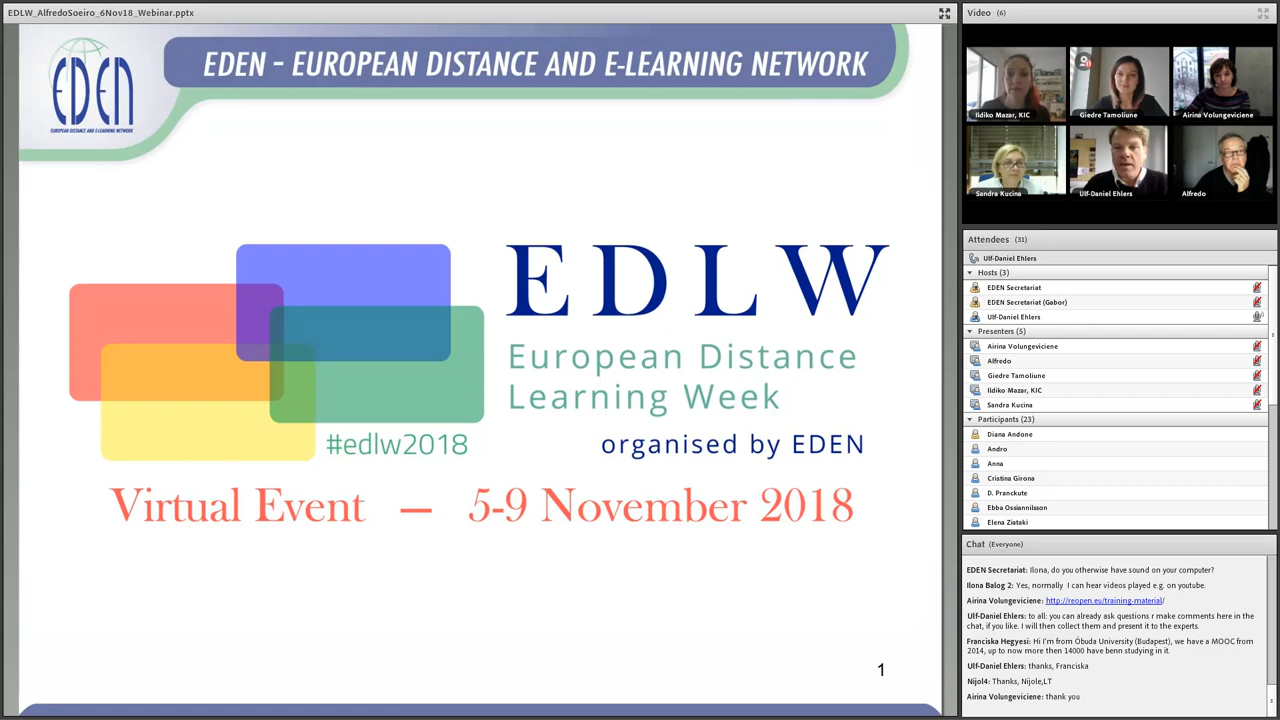 EDLW_AlfredoSoeiro_6Nov18_Webinar.pptx
EDEN
EUROPEAN DISTANCE AND E-LEARNING NETWORK
EDEN – EUROPEAN DISTANCE AND E-LEARNING NETWORK
EDLW
European Distance
Learning Week
#edlw2018
organised by EDEN
Virtual Event — 5-9 November 2018
1
Video (6)
Ildiko Mazar, KIC
Giedre Tamoliune
Airina Volungeviciene
Sandra Kucina
Ulf-Daniel Ehlers
Alfredo
Attendees (31)
Ulf-Daniel Ehlers
Hosts (3)
EDEN Secretariat
EDEN Secretariat (Gabor)
Ulf-Daniel Ehlers
Presenters (5)
Airina Volungeviciene
Alfredo
Giedre Tamoliune
Ildiko Mazar, KIC
Sandra Kucina
Participants (23)
Diana Andone
Andro
Anna
Cristina Girona
D. Pranckute
Ebba Ossiannilsson
Elena Ziataki
Chat (Everyone)
EDEN Secretariat: Ilona, do you otherwise have sound on your computer?
Ilona Balog 2: Yes, normally I can hear videos played e.g. on youtube.
Airina Volungeviciene: http://reopen.eu/training-material/
Ulf-Daniel Ehlers: to all: you can already ask questions r make comments here in the
chat, if you like. I will then collect them and present it to the experts.
Franciska Hegyesi: Hi I'm from Óbuda University (Budapest), we have a MOOC from
2014, up to now more then 14000 have benn studying in it.
Ulf-Daniel Ehlers: thanks, Franciska
Nijol4: Thanks, Nijole,LT
Airina Volungeviciene: thank you